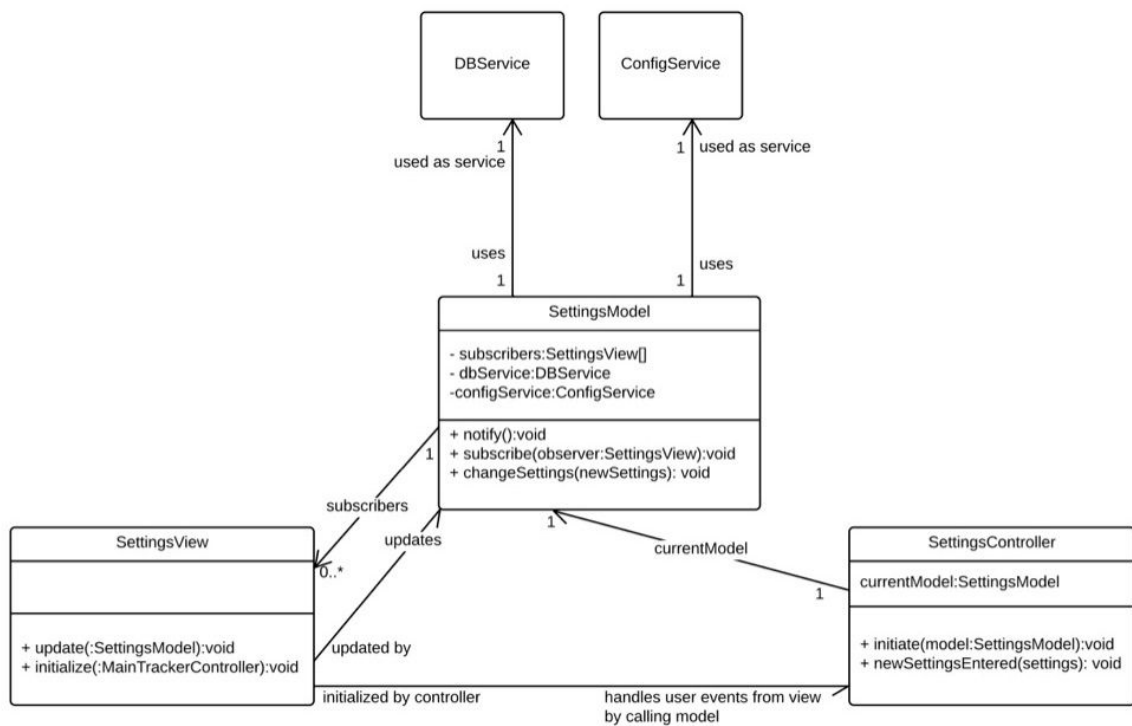 DBService
ConfigService
1
used as service
1
used as service
uses
1
uses
1
SettingsModel
- subscribers:SettingsView[]
- dbService:DBService
-configService:ConfigService
+ notify():void
+ subscribe(observer:SettingsView):void
+ changeSettings(newSettings): void
1
subscribers
0..*
updates
updated by
1
currentModel
1
SettingsView
+ update(:SettingsModel):void
+ initialize(:MainTrackerController):void
SettingsController
currentModel:SettingsModel
+ initiate(model:SettingsModel):void
+ newSettingsEntered(settings): void
initialized by controller
handles user events from view
by calling model